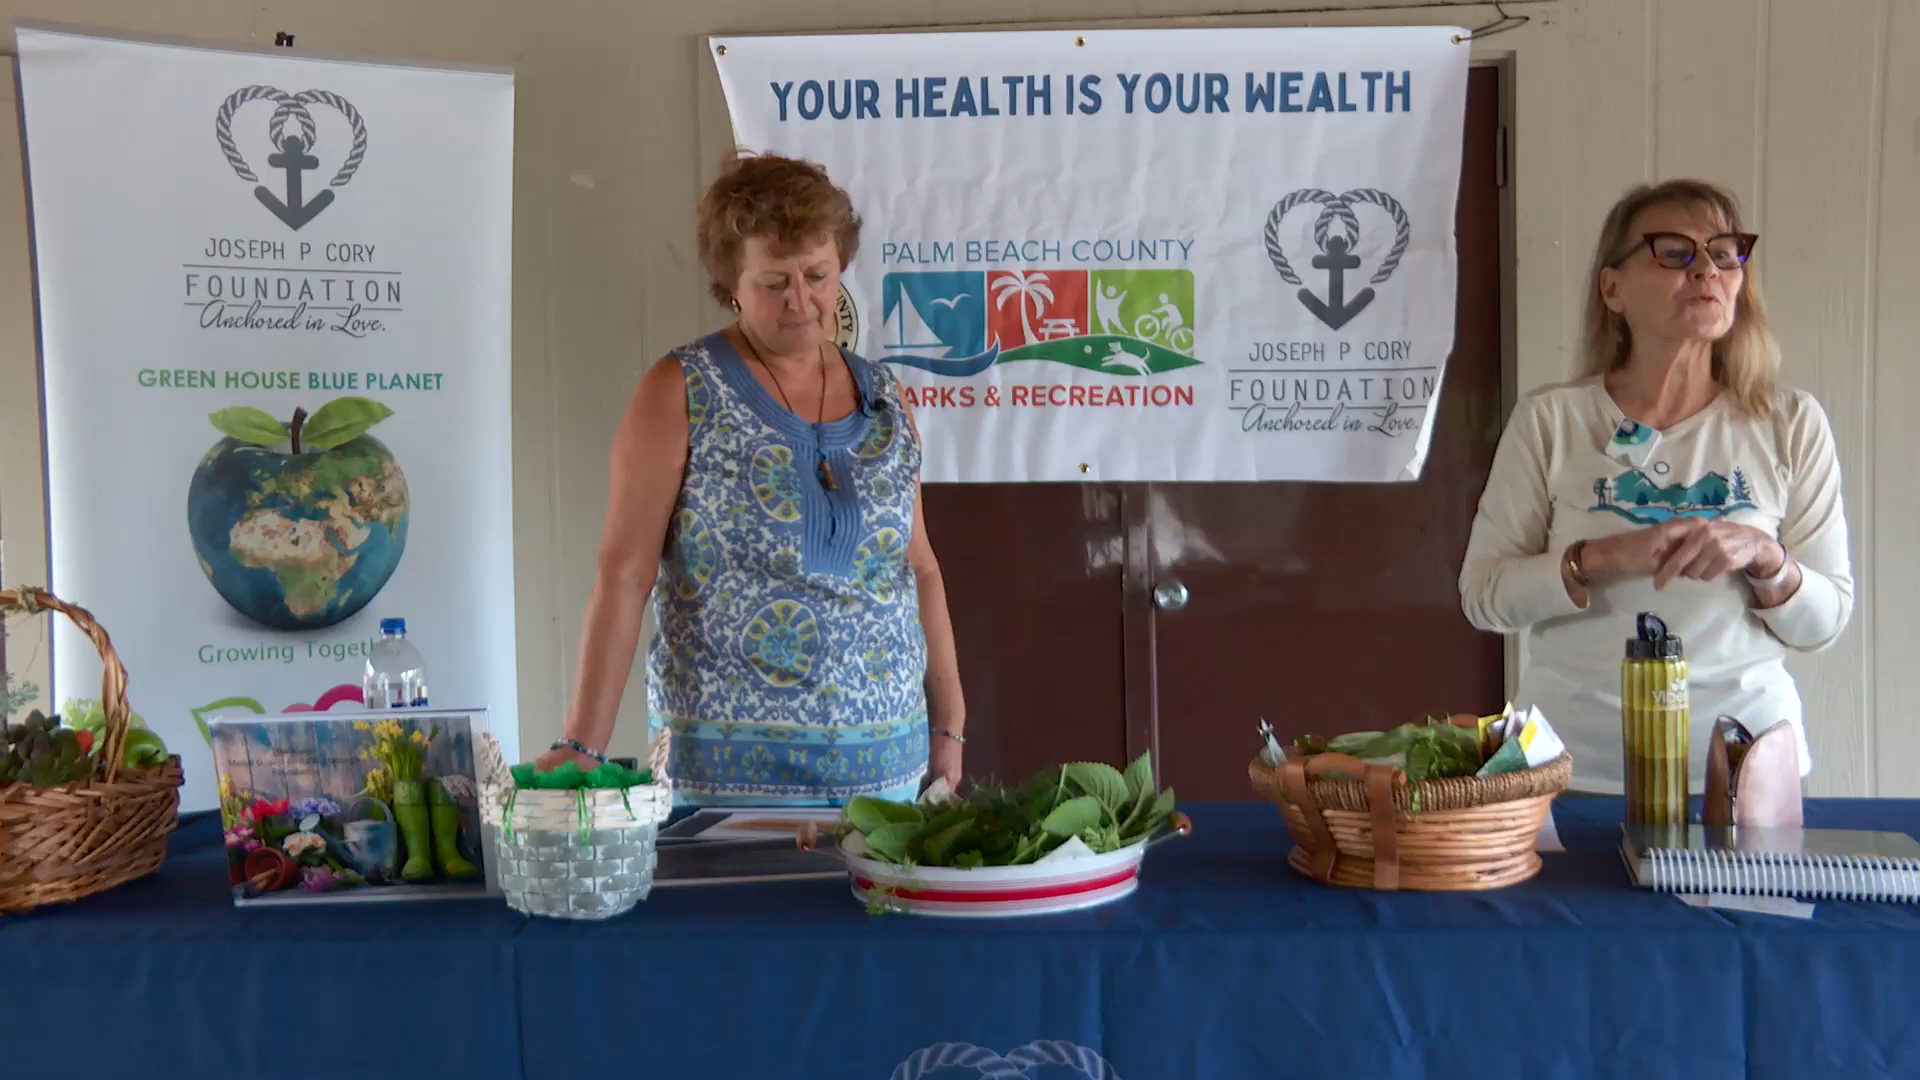 JOSEPH P CORY
FOUNDATION
Anchored in Love.
GREEN HOUSE BLUE PLANET
Growing Togeth
YOUR HEALTH IS YOUR WEALTH
PALM BEACH COUNTY
ARKS & RECREATION
JOSEPH P CORY
FOUNDATION
Anchored in Love.